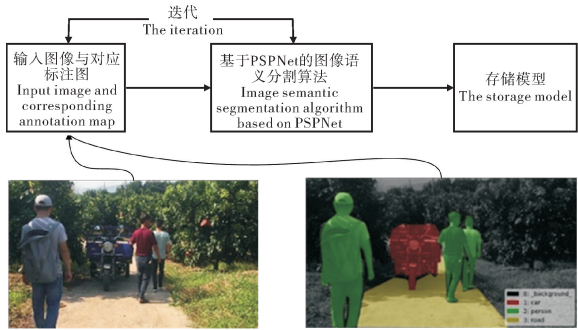 迭代
The iteration
输入图像与对应
标注图
Input image and
corresponding
annotation map
基于PSPNet的图像语
义分割算法
Image semantic
segmentation algorithm
based on PSPNet
存储模型
The storage model
0: _background_
1: car
2: person
3: road